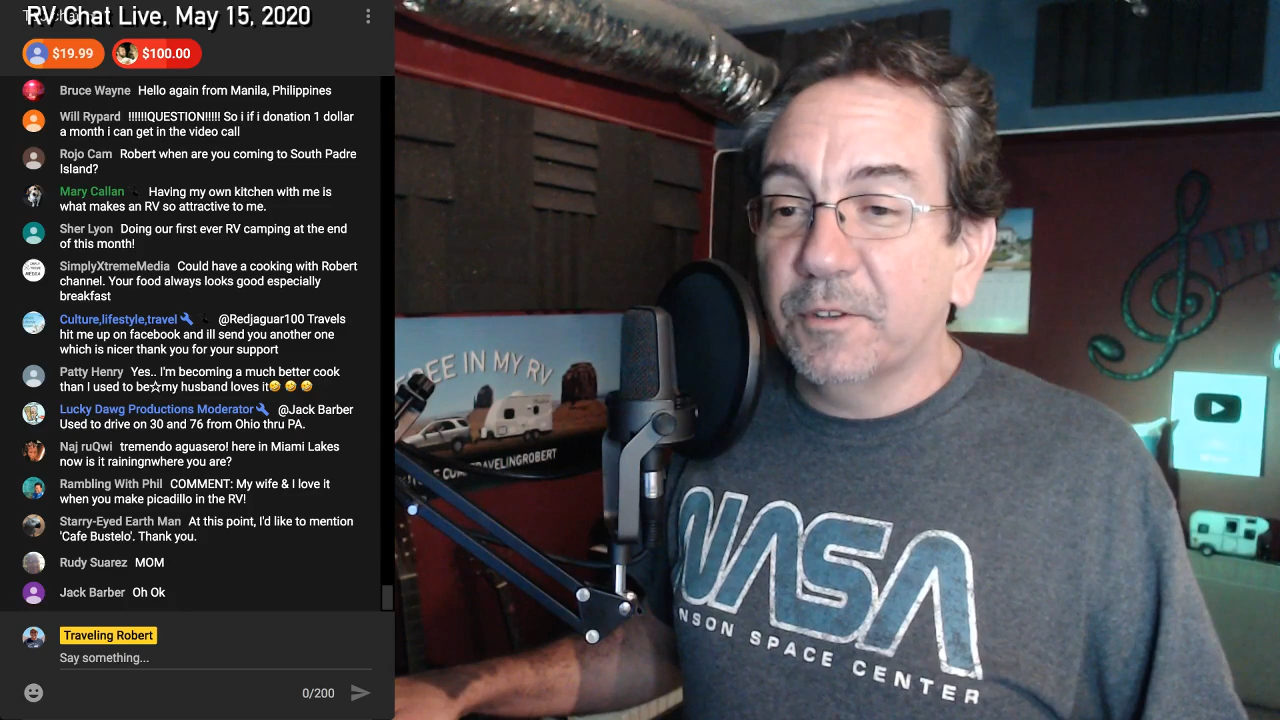 RV Chat Live, May 15, 2020
$19.99 $100.00
Bruce Wayne Hello again from Manila, Philippines
Will Rypard !!!!!!QUESTION!!!!! So i if i donation 1 dollar
a month i can get in the video call
Rojo Cam Robert when are you coming to South Padre
Island?
Mary Callan Having my own kitchen with me is
what makes an RV so attractive to me.
Sher Lyon Doing our first ever RV camping at the end
of this month!
SimplyXtremeMedia Could have a cooking with Robert
channel. Your food always looks good especially
breakfast
Culture,lifestyle,travel @Redjaguar100 Travels
hit me up on facebook and ill send you another one
which is nicer thank you for your support
Patty Henry Yes.. I'm becoming a much better cook
than I used to be☆my husband loves it🤣 🤣 🤣
Lucky Dawg Productions Moderator @Jack Barber
Used to drive on 30 and 76 from Ohio thru PA.
Naj ruQwi tremendo aguasero! here in Miami Lakes
now is it rainingnwhere you are?
Rambling With Phil COMMENT: My wife & I love it
when you make picadillo in the RV!
Starry-Eyed Earth Man At this point, I'd like to mention
'Cafe Bustelo'. Thank you.
Rudy Suarez MOM
Jack Barber Oh Ok
Traveling Robert
Say something...
0/200
IN MY RV
TRAVELINGROBERT
NASA
NSON SPACE CENTER